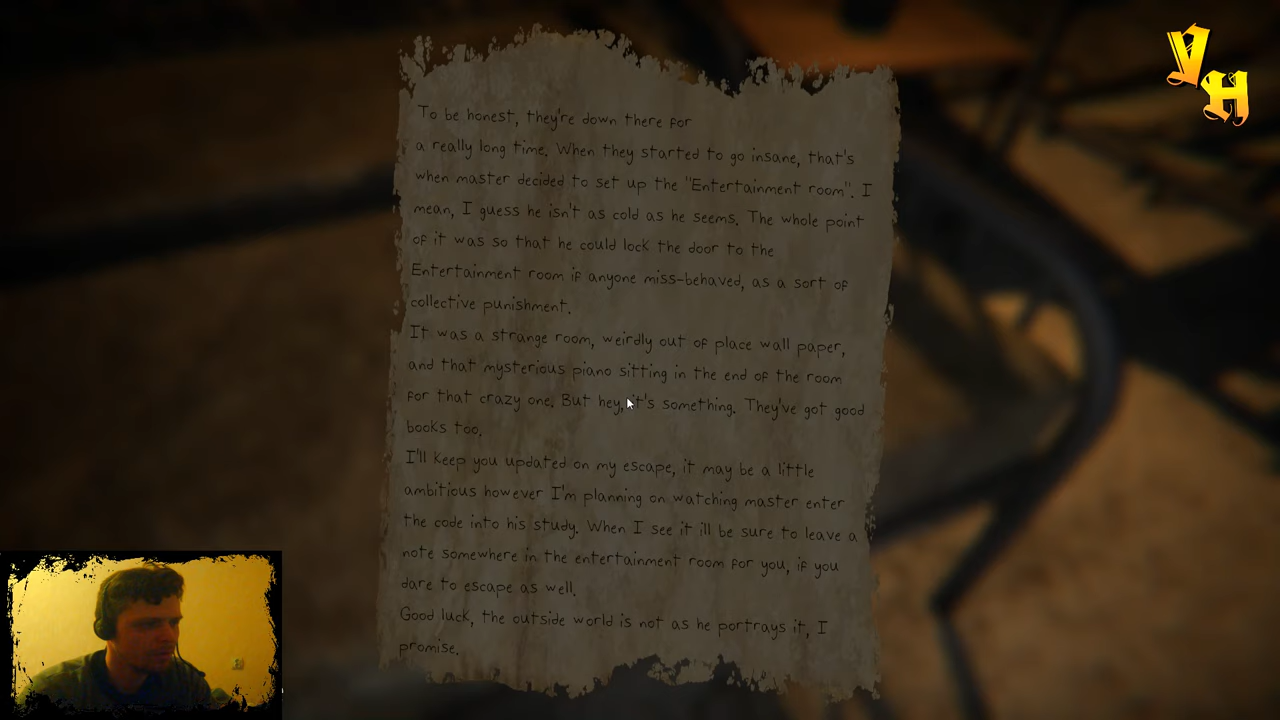 VH
To be honest, they're down there for
a really long time. When they started to go insane, that's
when master decided to set up the "Entertainment room". I
mean, I guess he isn't as cold as he seems. The whole point
of it was so that he could lock the door to the
Entertainment room if anyone miss-behaved, as a sort of
collective punishment.
It was a strange room, weirdly out of place wall paper,
and that mysterious piano sitting in the end of the room
for that crazy one. But hey, it's something. They've got good
books too.
I'll keep you updated on my escape, it may be a little
ambitious however I'm planning on watching master enter
the code into his study. When I see it ill be sure to leave a
note somewhere in the entertainment room for you, if you
dare to escape as well.
Good luck, the outside world is not as he portrays it, I
promise.